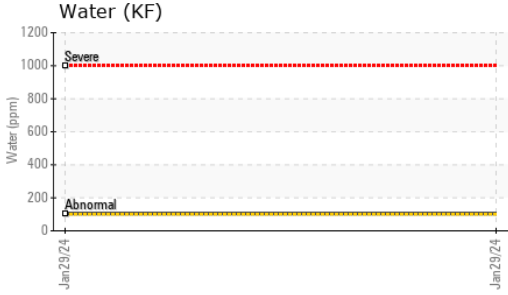 Water (KF)
1200
Severe
1000
800
Water (ppm)
600
400
200
Abnormal
0
Jan29/24
Jan29/24